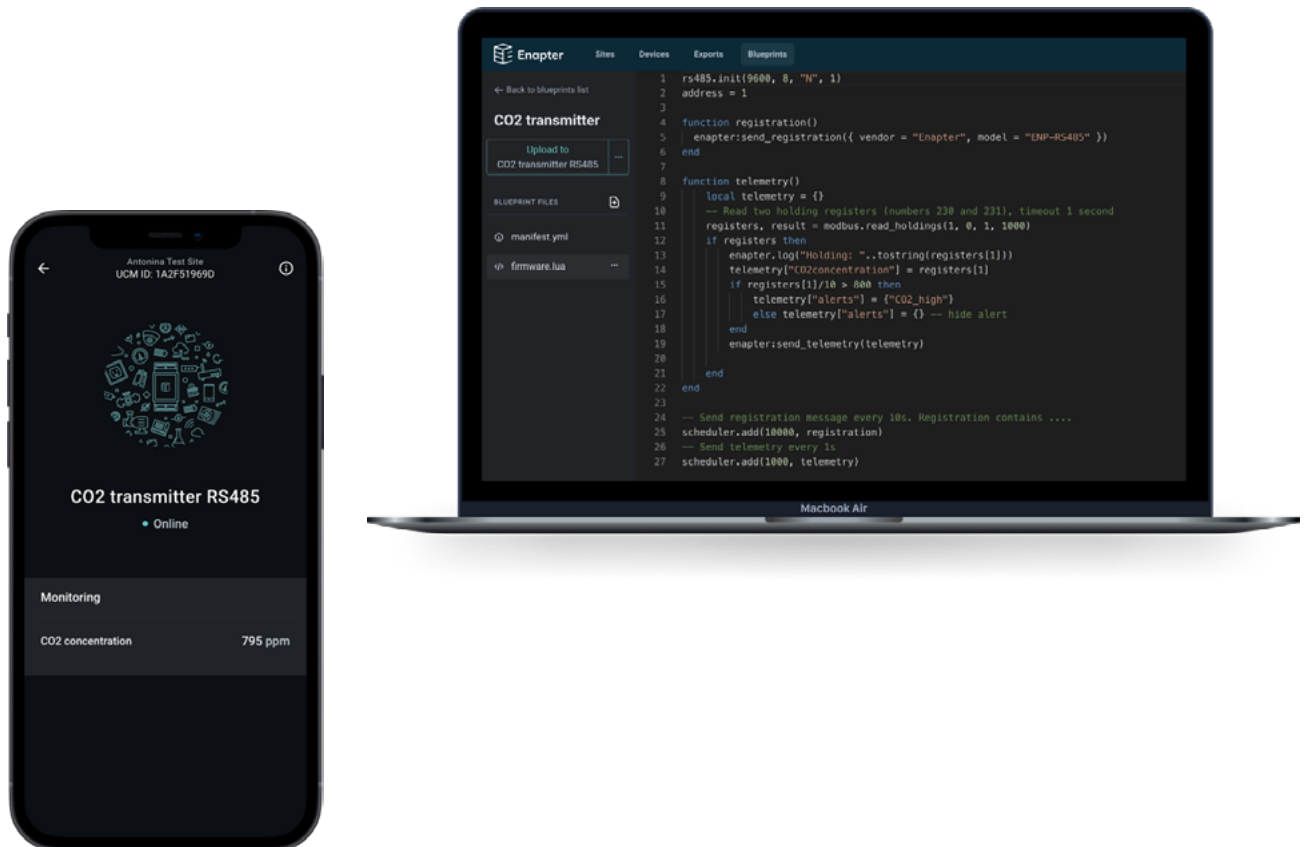 Antonina Test Site
UCM ID: 1A2F51969D
CO2 transmitter RS485
Online
Monitoring
CO2 concentration 795 ppm
Enapter Sites Devices Exports Blueprints
← Back to blueprints list
CO2 transmitter
Upload to
CO2 transmitter RS485
...
BLUEPRINT FILES
manifest.yml
</> firmware.lua ...
1 rs485.init(9600, 8, "N", 1)
2 address = 1
3
4 function registration()
5 enapter:send_registration({ vendor = "Enapter", model = "ENP-RS485" })
6 end
7
8 function telemetry()
9 local telemetry = {}
10 -- Read two holding registers (numbers 230 and 231), timeout 1 second
11 registers, result = modbus.read_holdings(1, 0, 1, 1000)
12 if registers then
13 enapter.log("Holding: "..tostring(registers[1]))
14 telemetry["CO2concentration"] = registers[1]
15 if registers[1]/10 > 800 then
16 telemetry["alerts"] = {"CO2_high"}
17 else telemetry["alerts"] = {} -- hide alert
18 end
19 enapter:send_telemetry(telemetry)
20
21 end
22 end
23
24 -- Send registration message every 10s. Registration contains ....
25 scheduler.add(10000, registration)
26 -- Send telemetry every 1s
27 scheduler.add(1000, telemetry)
Macbook Air